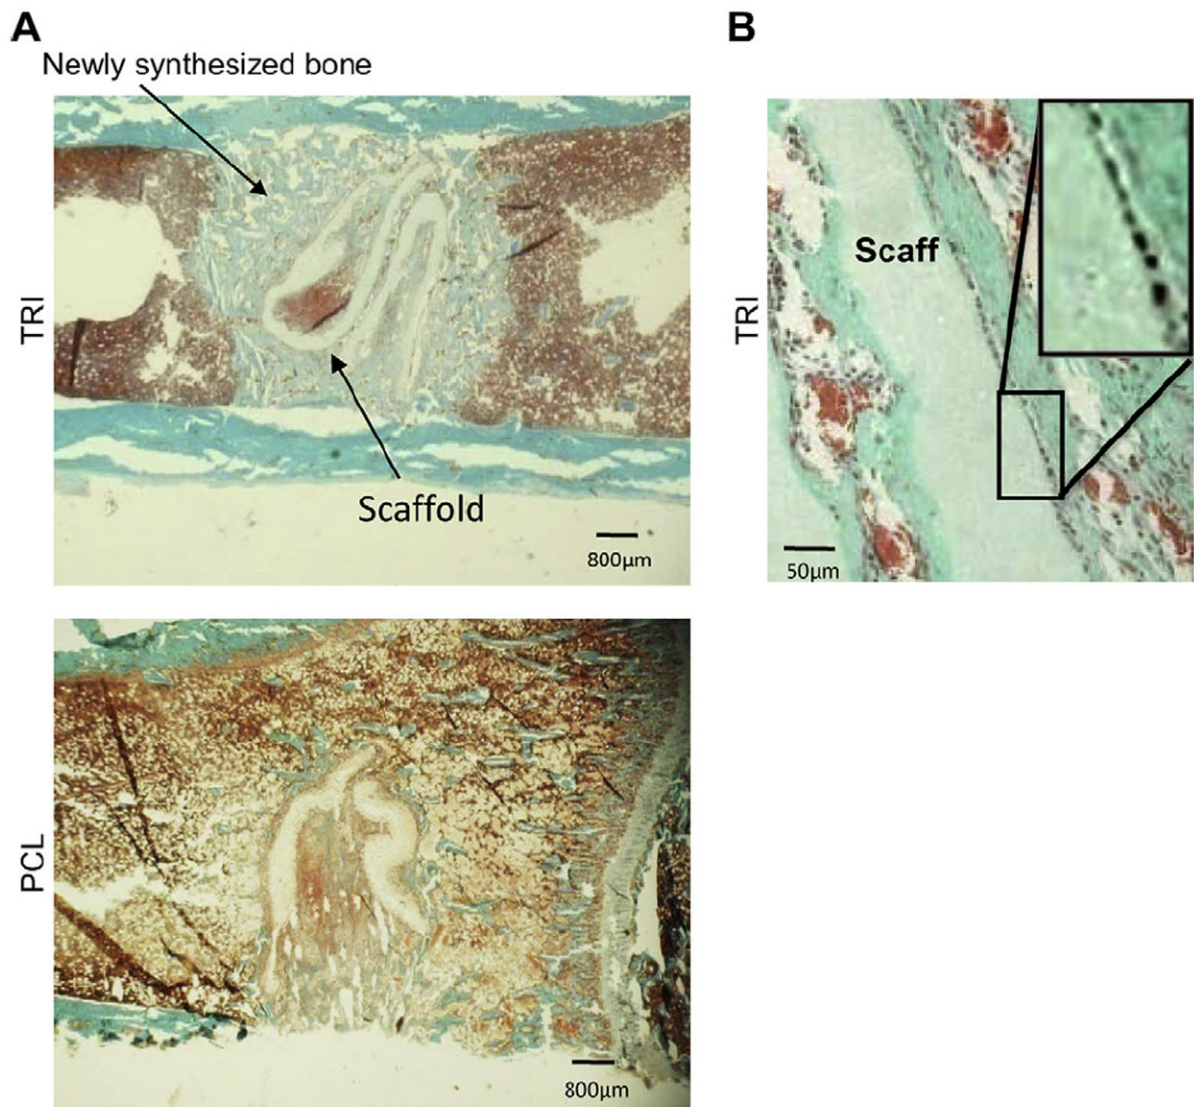 A
Newly synthesized bone
TRI
Scaffold
800μm
B
TRI
Scaff
50μm
PCL
800μm